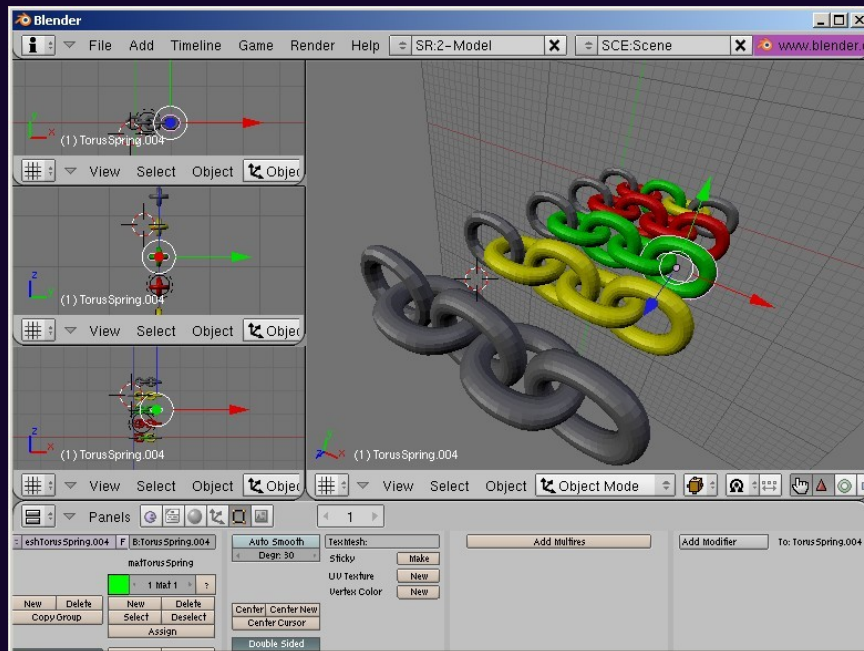 Blender
File Add Timeline Game Render Help SR:2-Model X SCE:Scene X www.blender.
y x
(1) TorusSpring.004
View Select Object Objec
z y
(1) TorusSpring.004
View Select Object Objec
z x
(1) TorusSpring.004
View Select Object Objec
(1) TorusSpring.004
View Select Object Object Mode
Panels 1
eshTorusSpring.004 F B:TorusSpring.004
matTorusSpring
1 Mat 1 ?
New Delete New Delete
Copy Group Select Deselect
Assign
Auto Smooth
Degr: 30
Center Center New
Center Cursor
Double Sided
TexMesh:
Sticky Make
UV Texture New
Vertex Color New
Add Multires
Add Modifier To: TorusSpring.004